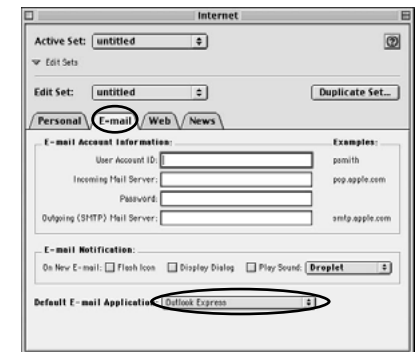 Internet
Active Set: untitled
Edit Sets
Edit Set: untitled Duplicate Set...
Personal E-mail Web News
E-mail Account Information: Examples:
User Account ID: psmith
Incoming Mail Server: pop.apple.com
Password:
Outgoing (SMTP) Mail Server: smtp.apple.com
E-mail Notification:
On New E-mail: Flash Icon Display Dialog Play Sound: Droplet
Default E-mail Application: Outlook Express